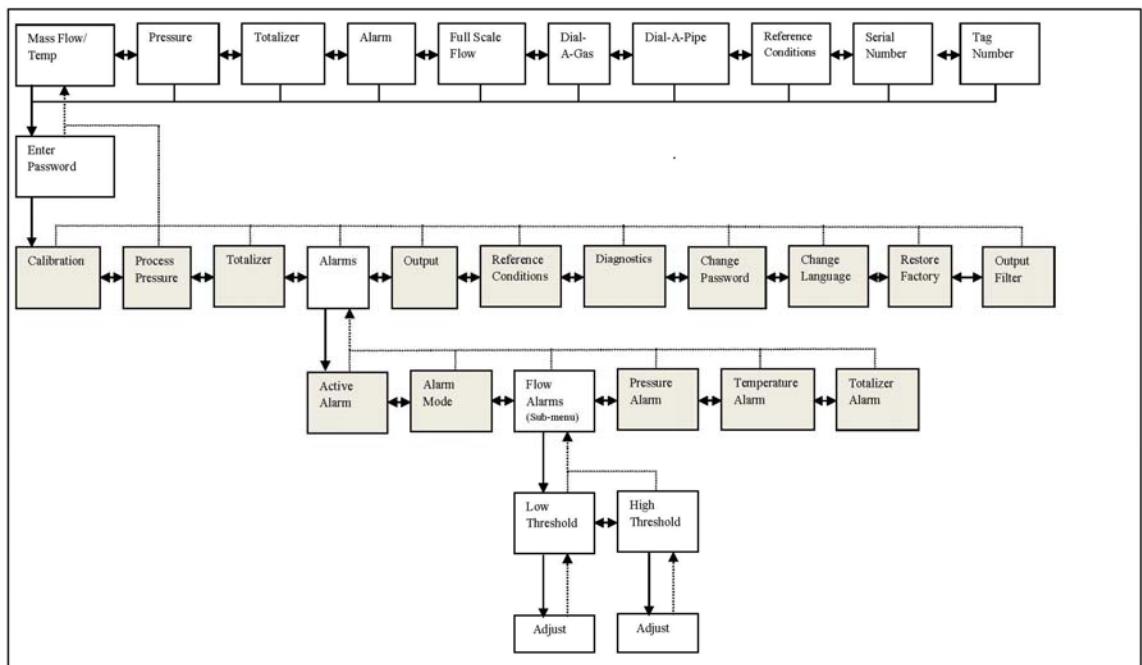 Mass Flow/
Temp
Pressure
Totalizer
Alarm
Full Scale
Flow
Dial-
A-Gas
Dial-A-Pipe
Reference
Conditions
Serial
Number
Tag
Number
Enter
Password
Calibration
Process
Pressure
Totalizer
Alarms
Output
Reference
Conditions
Diagnostics
Change
Password
Change
Language
Restore
Factory
Output
Filter
Active
Alarm
Alarm
Mode
Flow
Alarms
(Sub-menu)
Pressure
Alarm
Temperature
Alarm
Totalizer
Alarm
Low
Threshold
High
Threshold
Adjust
Adjust